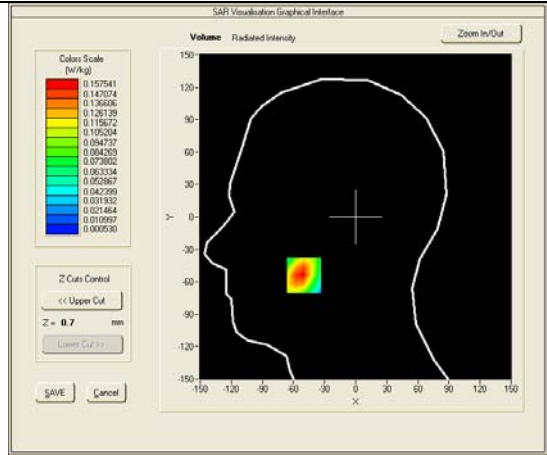 SAR Visualisation Graphical Interface
Volume Radiated Intensity
Zoom In/Out
Colors Scale
(W/kg)
0.157541
0.147074
0.136606
0.126139
0.115672
0.105204
0.094737
0.084269
0.073802
0.063334
0.052867
0.042399
0.031932
0.021464
0.010997
0.000530
Z Cuts Control
<< Upper Cut
Z = 0.7 mm
Lower Cut >>
SAVE
Cancel
150
120
90
60
30
0
-30
-60
-90
-120
-150
Y
-150 -120 -90 -60 -30 0 30 60 90 120 150
X